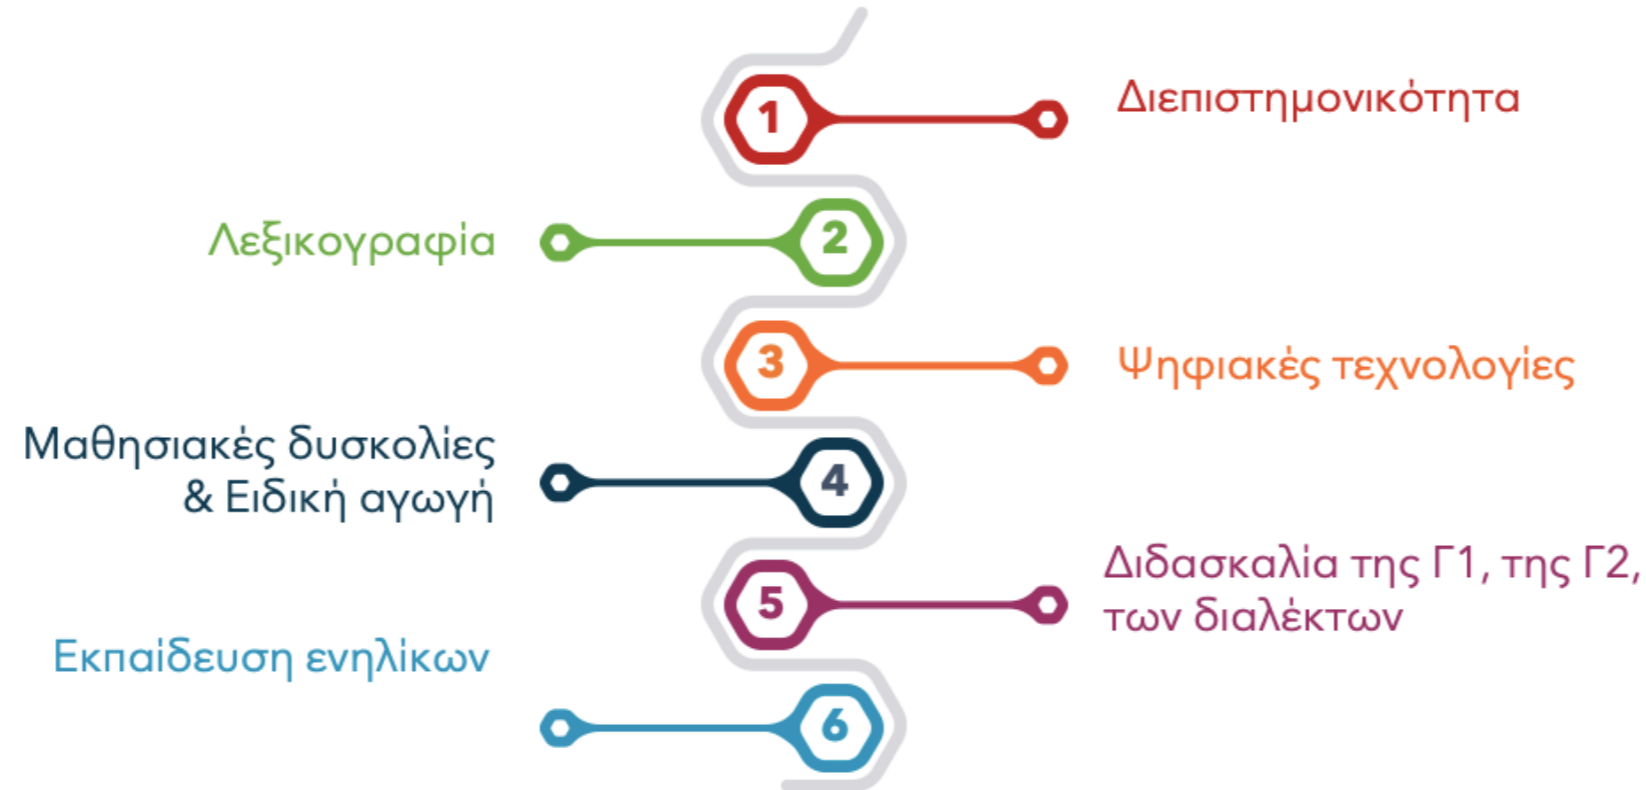 1
Διεπιστημονικότητα
2
Λεξικογραφία
3
Ψηφιακές τεχνολογίες
4
Μαθησιακές δυσκολίες
& Ειδική αγωγή
5
Διδασκαλία της Γ1, της Γ2,
των διαλέκτων
6
Εκπαίδευση ενηλίκων